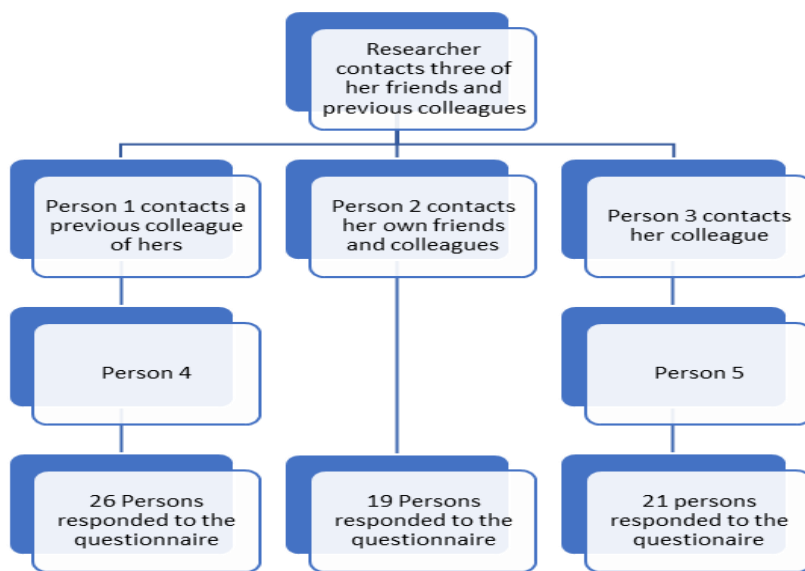 Researcher
contacts three of
her friends and
previous colleagues
Person 1 contacts a
previous colleague
of hers
Person 2 contacts
her own friends
and colleagues
Person 3 contacts
her colleague
Person 4
Person 5
26 Persons
responded to the
questionnaire
19 Persons
responded to the
questionnaire
21 persons
responded to the
questionaire